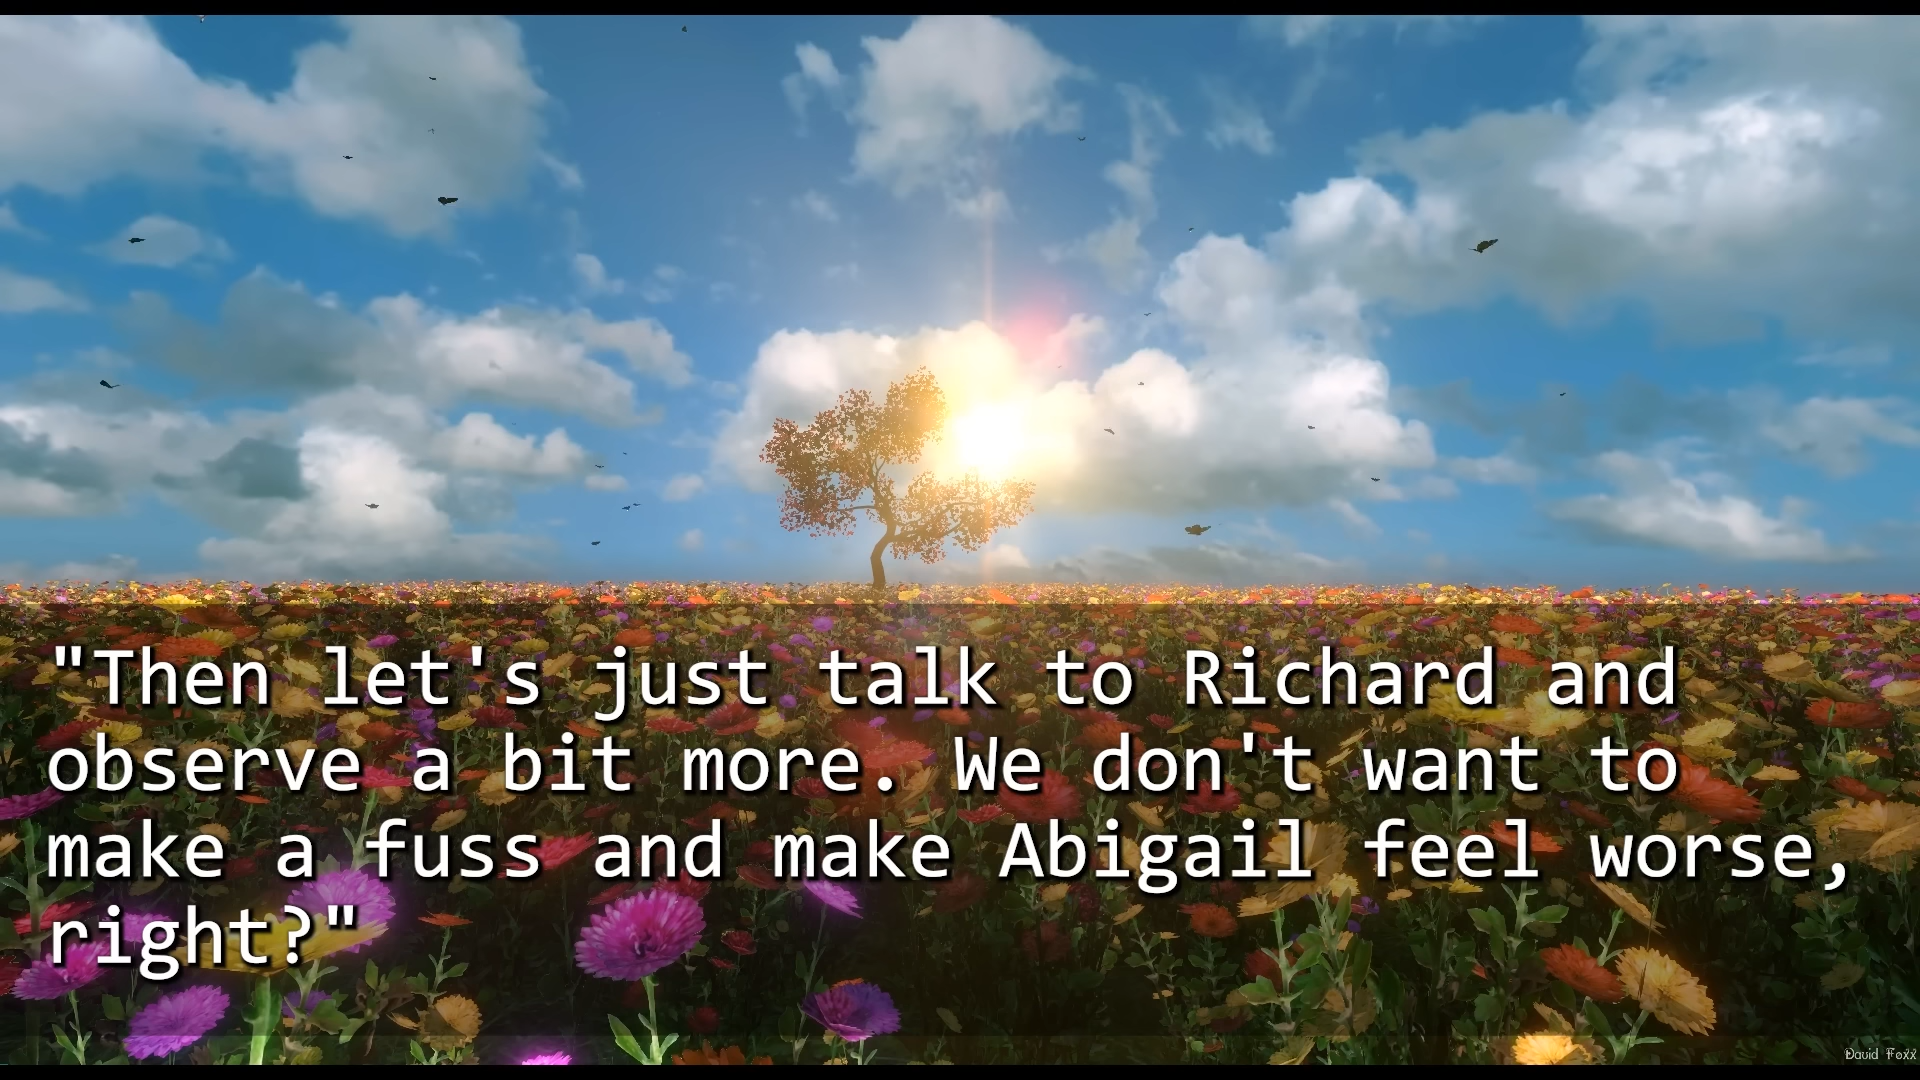 "Then let's just talk to Richard and
observe a bit more. We don't want to
make a fuss and make Abigail feel worse,
right?"
David Foxx